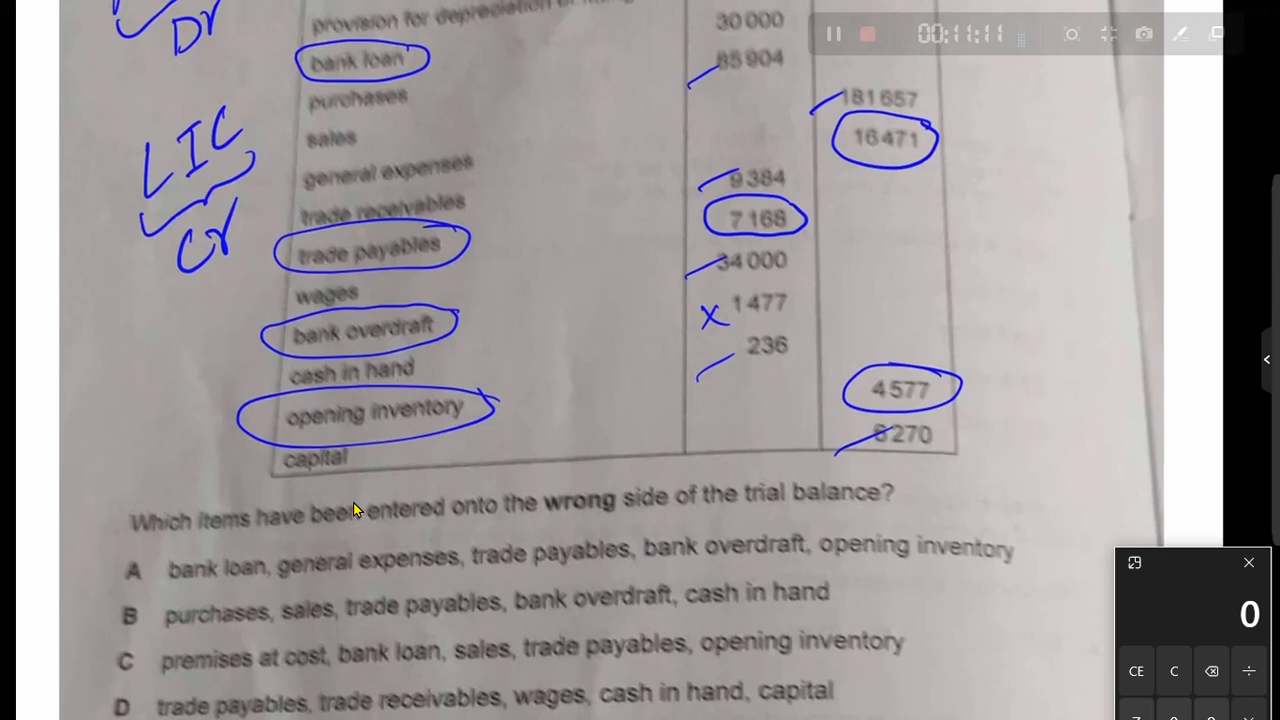 Dr
provision for depreciation of
30 000
00:11:11
bank loan
85 904
purchases
181 657
LIC
sales
16 471
general expenses
9 384
trade receivables
7 168
Cr
trade payables
34 000
wages
x 1 477
bank overdraft
236
cash in hand
4 577
opening inventory
8 270
capital
Which items have been entered onto the wrong side of the trial balance?
A bank loan, general expenses, trade payables, bank overdraft, opening inventory
B purchases, sales, trade payables, bank overdraft, cash in hand
C premises at cost, bank loan, sales, trade payables, opening inventory
D trade payables, trade receivables, wages, cash in hand, capital
0
CE C ⌫ ÷